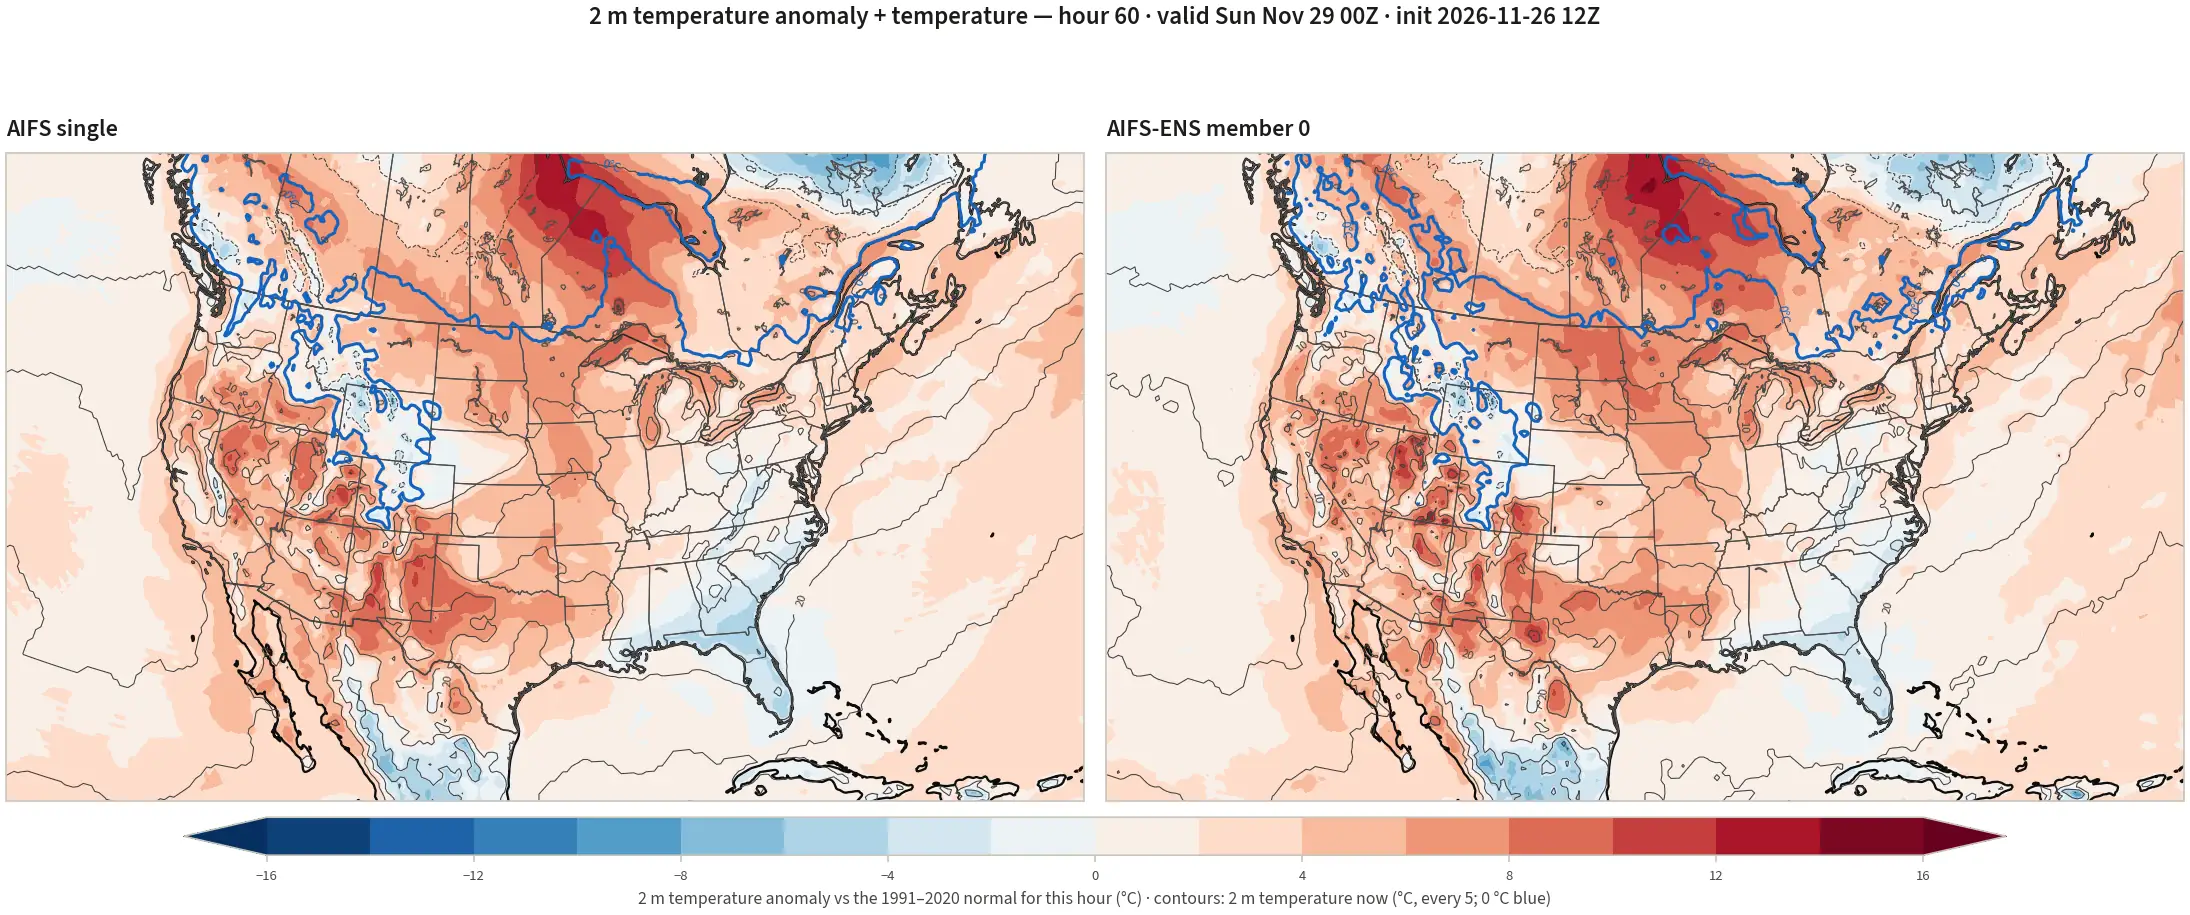 2 m temperature anomaly + temperature — hour 60 · valid Sun Nov 29 00Z · init 2026-11-26 12Z
AIFS single
AIFS-ENS member 0
−16 −12 −8 −4 0 4 8 12 16
2 m temperature anomaly vs the 1991–2020 normal for this hour (°C) · contours: 2 m temperature now (°C, every 5; 0 °C blue)